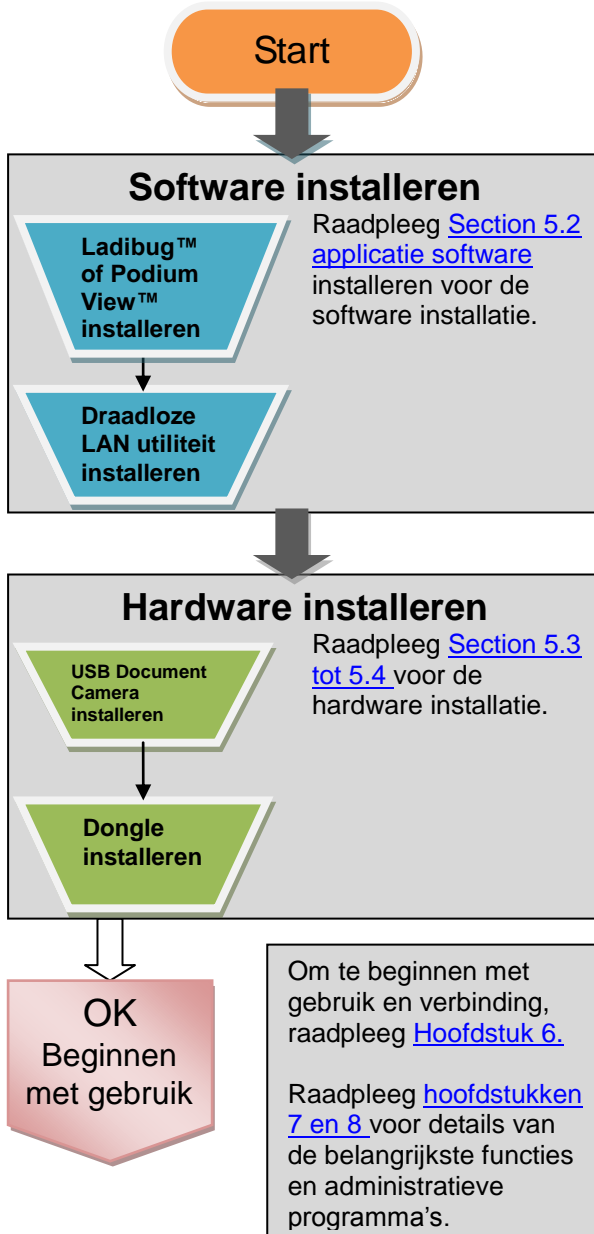 Start
Software installeren
Ladibug™
of Podium
View™
installeren
Raadpleeg Section 5.2
applicatie software
installeren voor de
software installatie.
Draadloze
LAN utiliteit
installeren
Hardware installeren
USB Document
Camera
installeren
Raadpleeg Section 5.3
tot 5.4 voor de
hardware installatie.
Dongle
installeren
OK
Beginnen
met gebruik
Om te beginnen met
gebruik en verbinding,
raadpleeg Hoofdstuk 6.
Raadpleeg hoofdstukken
7 en 8 voor details van
de belangrijkste functies
en administratieve
programma's.